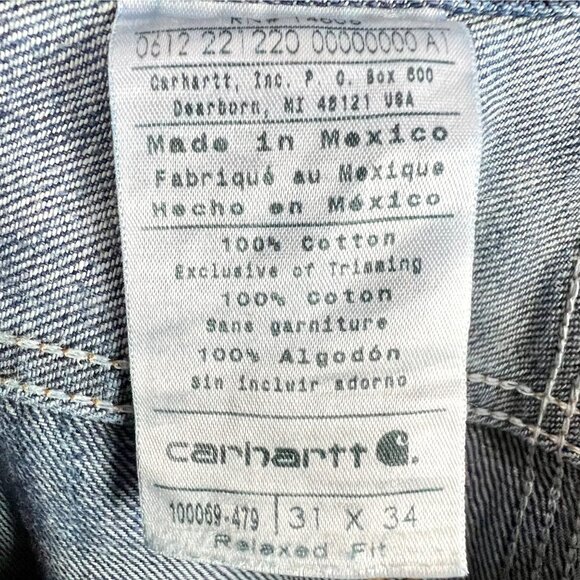 0612 221220 00000000 A1
Carhartt, Inc. P. O. Box 600
Dearborn, MI 48121 USA
Made in Mexico
Fabriqué au Mexique
Hecho en México
100% Cotton
Exclusive of Trimming
100% Coton
Sans garniture
100% Algodón
sin incluir adorno
carhartt
100069-479 | 31 X 34
Relaxed Fit